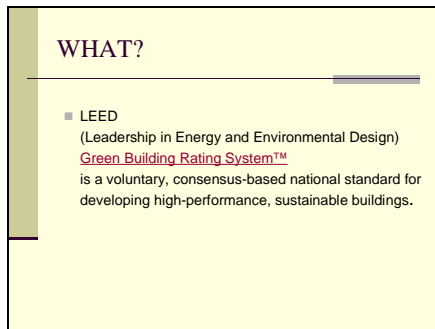 WHAT?
LEED
(Leadership in Energy and Environmental Design)
Green Building Rating System™
is a voluntary, consensus-based national standard for
developing high-performance, sustainable buildings.